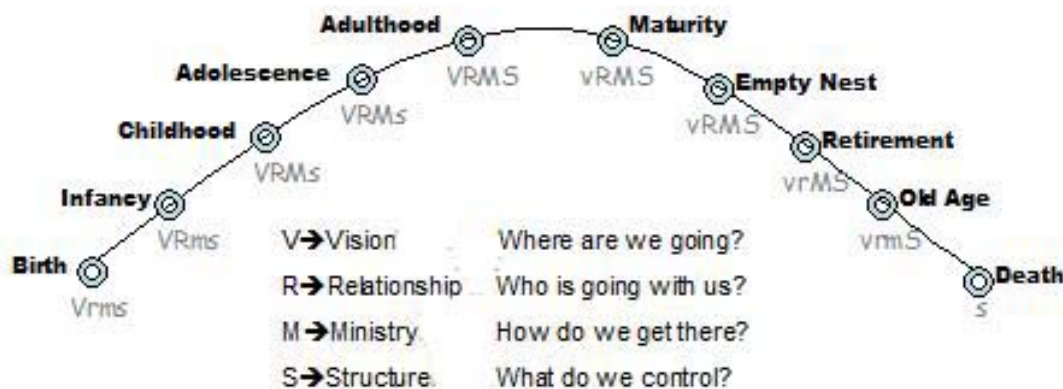 Adulthood
VRMS
Maturity
vRMS
Adolescence
VRMs
Empty Nest
vRMS
Childhood
VRMs
Retirement
vrMS
Infancy
VRms
Old Age
vrmS
Birth
Vrms
Death
s
V→Vision Where are we going?
R→Relationship Who is going with us?
M→Ministry. How do we get there?
S→Structure. What do we control?